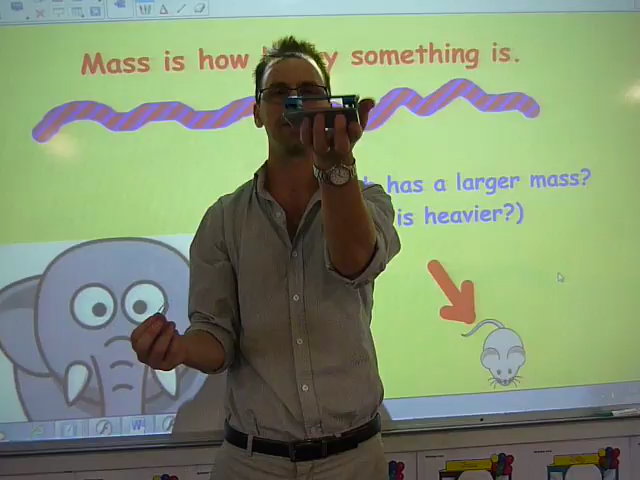 Mass is how something is.
has a larger mass?
is heavier?)